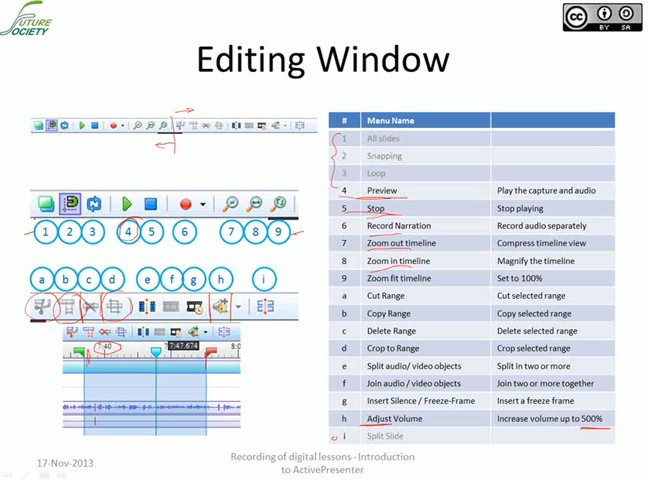 FUTURE
SOCIETY
cc
BY SA
Editing Window
# Menu Name
1 All slides
2 Snapping
3 Loop
4 Preview Play the capture and audio
5 Stop Stop playing
6 Record Narration Record audio separately
7 Zoom out timeline Compress timeline view
8 Zoom in timeline Magnify the timeline
9 Zoom fit timeline Set to 100%
a Cut Range Cut selected range
b Copy Range Copy selected range
c Delete Range Delete selected range
d Crop to Range Crop selected range
e Split audio/ video objects Split in two or more
f Join audio / video objects Join two or more together
g Insert Silence / Freeze-Frame Insert a freeze frame
h Adjust Volume Increase volume up to 500%
i Split Slide
1 2 3 4 5 6 7 8 9
a b c d e f g h i
7:40 7:47.674 8:0
17-Nov-2013
Recording of digital lessons - Introduction
to ActivePresenter